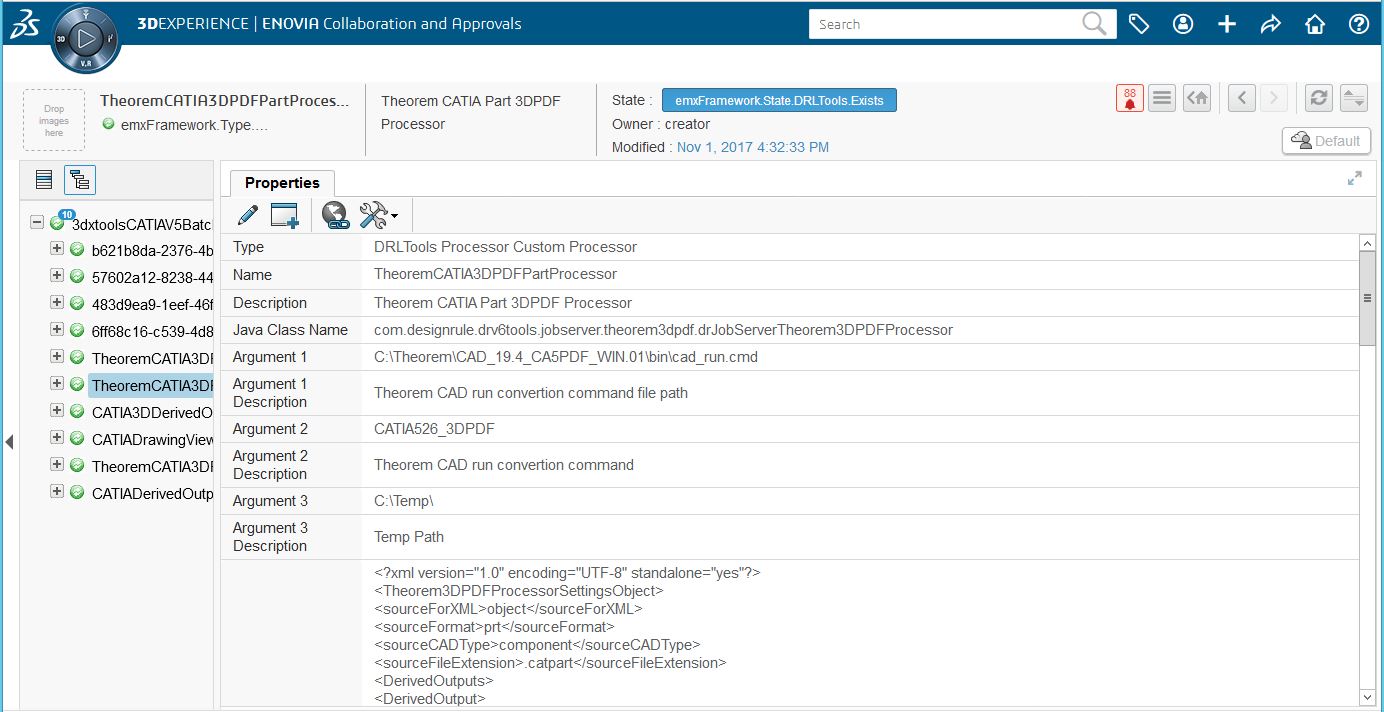 3DEXPERIENCE | ENOVIA Collaboration and Approvals
Search
3D
V,R
Drop
images
here
TheoremCATIA3DPDFPartProces...
emxFramework.Type....
Theorem CATIA Part 3DPDF
Processor
State : emxFramework.State.DRLTools.Exists
Owner : creator
Modified : Nov 1, 2017 4:32:33 PM
88
Default
10
3dxtoolsCATIAV5Batc
b621b8da-2376-4b
57602a12-8238-44
483d9ea9-1eef-46f
6ff68c16-c539-4d8
TheoremCATIA3DF
TheoremCATIA3DF
CATIA3DDerivedO
CATIADrawingView
TheoremCATIA3DF
CATIADerivedOutp
Properties
Type DRLTools Processor Custom Processor
Name TheoremCATIA3DPDFPartProcessor
Description Theorem CATIA Part 3DPDF Processor
Java Class Name com.designrule.drv6tools.jobserver.theorem3dpdf.drJobServerTheorem3DPDFProcessor
Argument 1 C:\Theorem\CAD_19.4_CA5PDF_WIN.01\bin\cad_run.cmd
Argument 1
Description Theorem CAD run convertion command file path
Argument 2 CATIA526_3DPDF
Argument 2
Description Theorem CAD run convertion command
Argument 3 C:\Temp\
Argument 3
Description Temp Path
<?xml version="1.0" encoding="UTF-8" standalone="yes"?>
<Theorem3DPDFProcessorSettingsObject>
<sourceForXML>object</sourceForXML>
<sourceFormat>prt</sourceFormat>
<sourceCADType>component</sourceCADType>
<sourceFileExtension>.catpart</sourceFileExtension>
<DerivedOutputs>
<DerivedOutput>